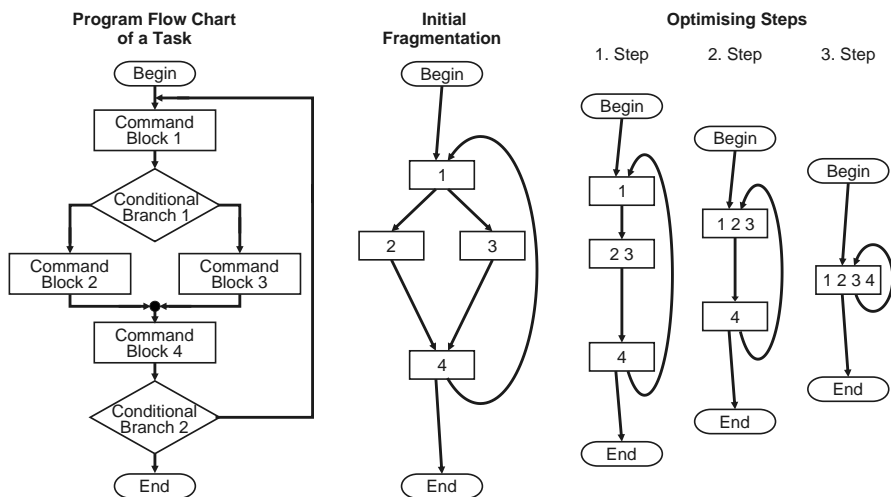 Program Flow Chart
of a Task
Begin
Command
Block 1
Conditional
Branch 1
Command
Block 2
Command
Block 3
Command
Block 4
Conditional
Branch 2
End
Initial
Fragmentation
Begin
1
2
3
4
End
Optimising Steps
1. Step
Begin
1
2 3
4
End
2. Step
Begin
1 2 3
4
End
3. Step
Begin
1 2 3 4
End